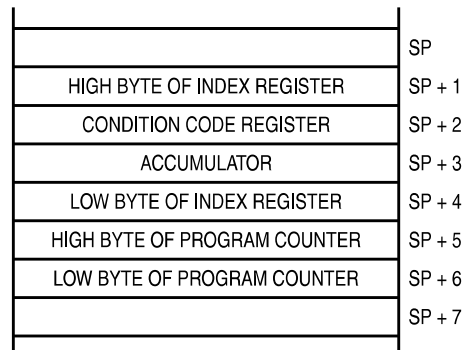 SP
HIGH BYTE OF INDEX REGISTER SP + 1
CONDITION CODE REGISTER SP + 2
ACCUMULATOR SP + 3
LOW BYTE OF INDEX REGISTER SP + 4
HIGH BYTE OF PROGRAM COUNTER SP + 5
LOW BYTE OF PROGRAM COUNTER SP + 6
SP + 7